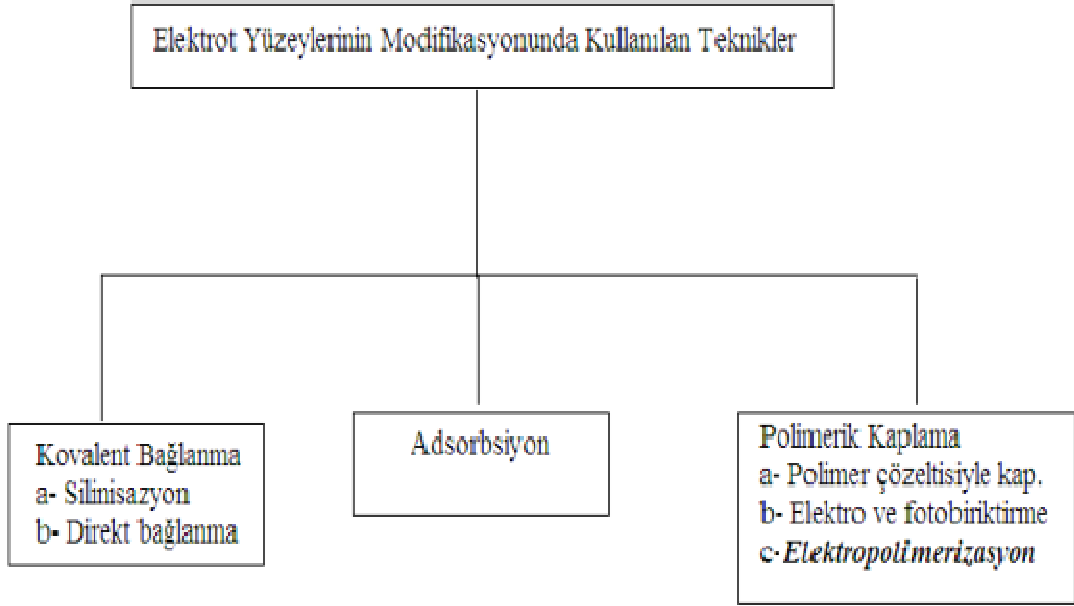 Elektrot Yüzeylerinin Modifikasyonunda Kullanılan Teknikler
Kovalent Bağlanma
a- Silinisazyon
b- Direkt bağlanma
Adsorbsiyon
Polimerik Kaplama
a- Polimer çözeltisiyle kap.
b- Elektro ve fotobiriktirme
c-Elektropolimerizasyon